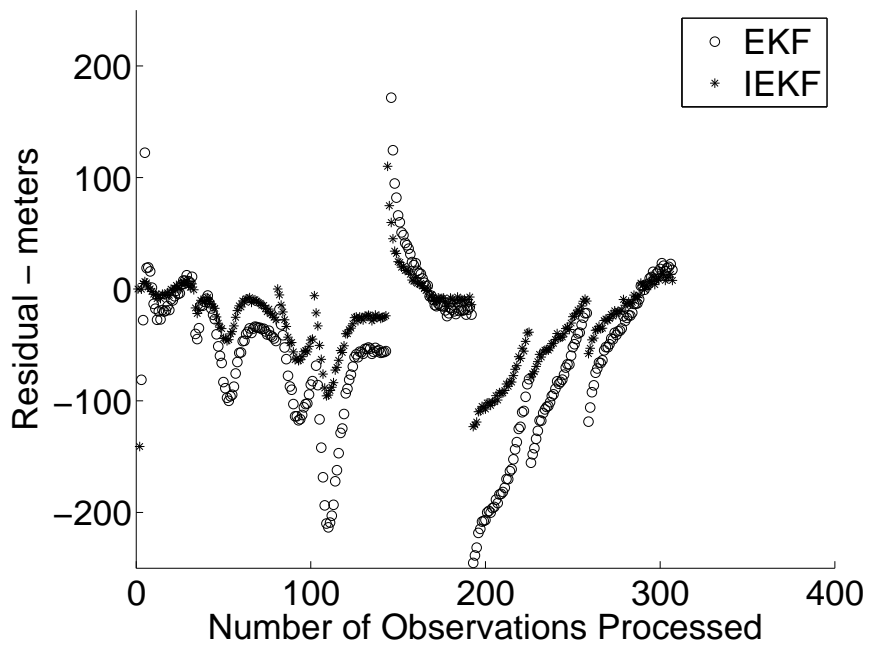 EKF
IEKF
200
100
0
−100
−200
Residual − meters
0 100 200 300 400
Number of Observations Processed